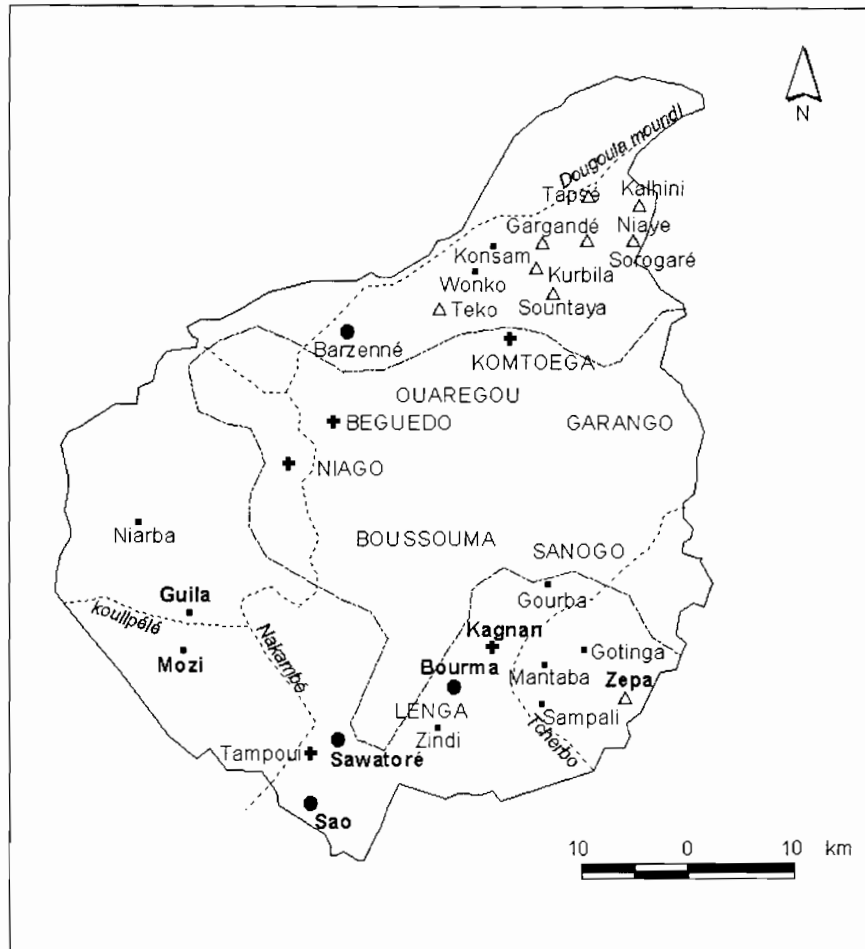 N
Dougoula moundi
Tapsé
Kalhini
Gargandé
Niaye
Konsam
Sorogaré
Wonko
Kurbila
Teko
Sountaya
Barzenné
KOMTOEGA
OUAREGOU
BEGUEDO
GARANGO
NIAGO
Niarba
BOUSSOUMA
SANOGO
Guila
Gourba
koulipélé
Kagnan
Nakambé
Mozi
Gotinga
Bourma
Mantaba
Zepa
LENGA
Sampali
Zindi
Tcherbo
Tampoui
Sawatoré
Sao
10 0 10 km